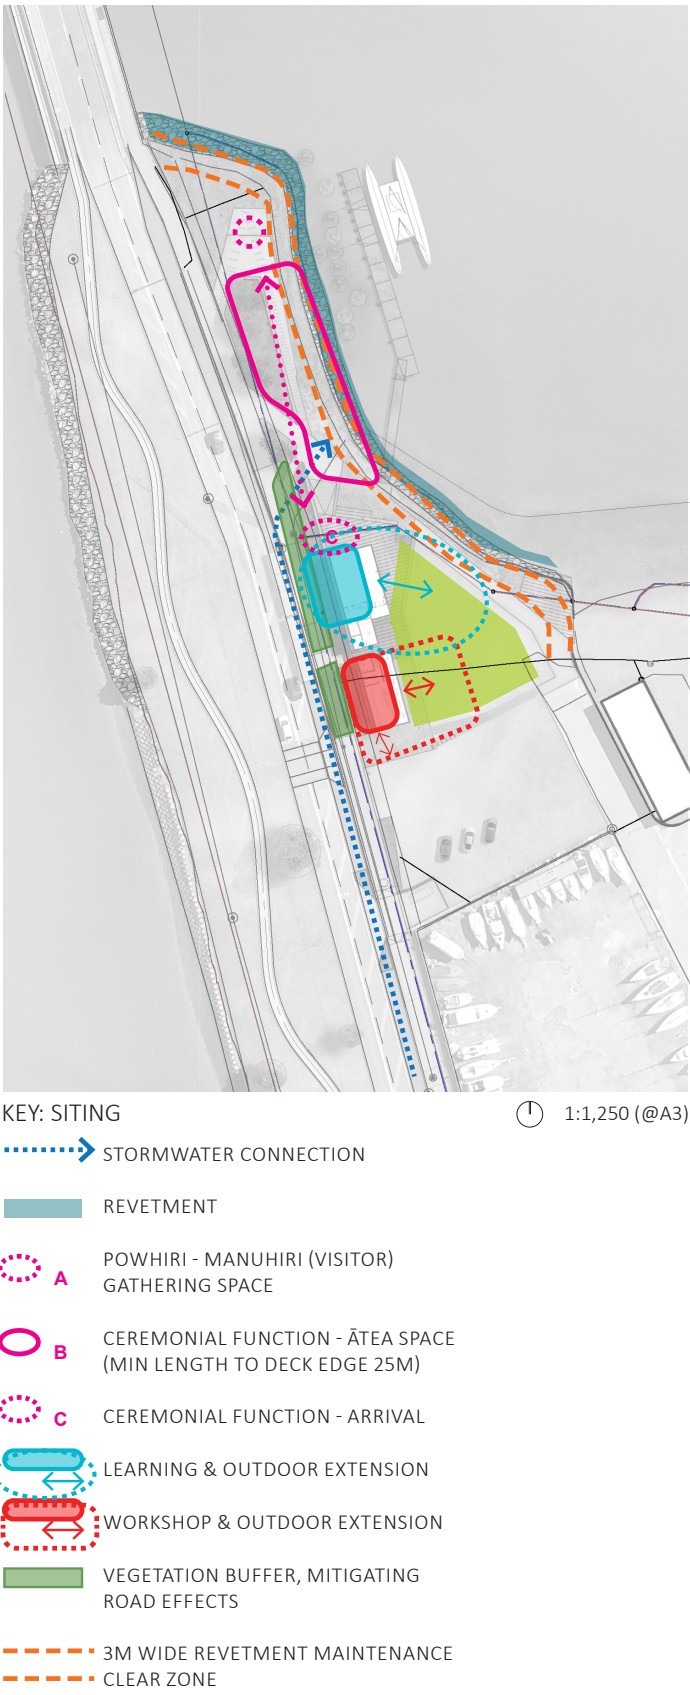 C
KEY: SITING
1:1,250 (@A3)
STORMWATER CONNECTION
REVETMENT
A
POWHIRI - MANUHIRI (VISITOR)
GATHERING SPACE
B
CEREMONIAL FUNCTION - ĀTEA SPACE
(MIN LENGTH TO DECK EDGE 25M)
C
CEREMONIAL FUNCTION - ARRIVAL
LEARNING & OUTDOOR EXTENSION
WORKSHOP & OUTDOOR EXTENSION
VEGETATION BUFFER, MITIGATING
ROAD EFFECTS
3M WIDE REVETMENT MAINTENANCE
CLEAR ZONE